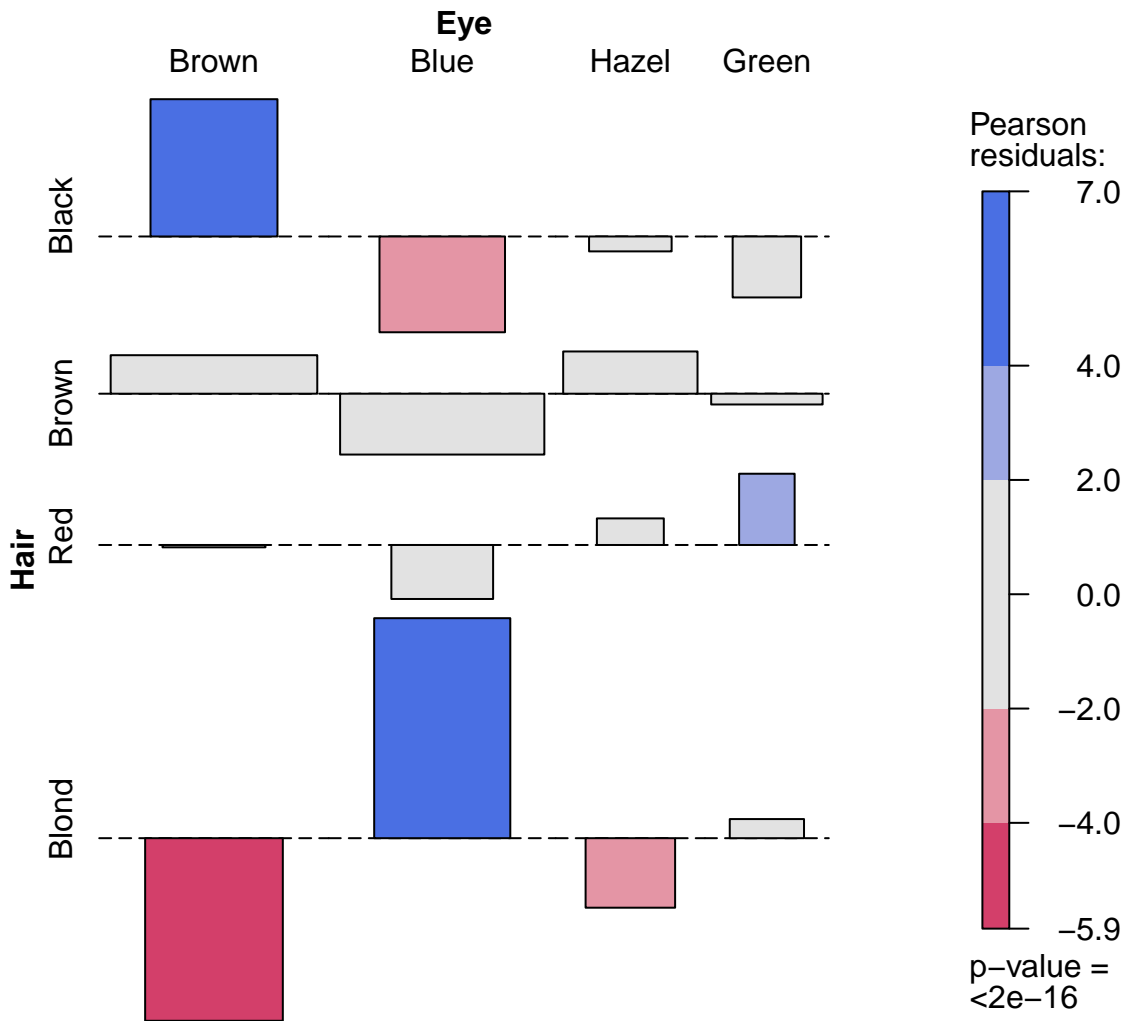 Eye
Brown Blue Hazel Green
Hair
Black
Brown
Red
Blond
Pearson
residuals:
7.0
4.0
2.0
0.0
−2.0
−4.0
−5.9
p−value =
<2e−16